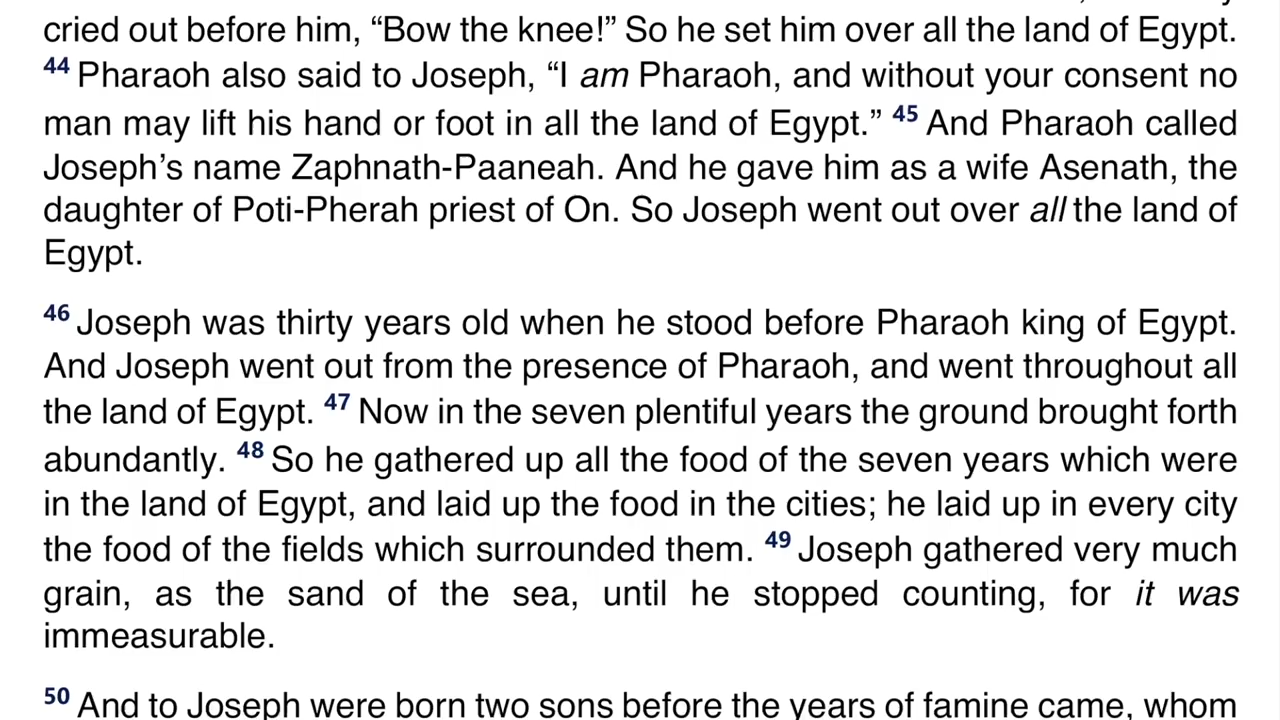 cried out before him, “Bow the knee!” So he set him over all the land of Egypt.
44 Pharaoh also said to Joseph, “I am Pharaoh, and without your consent no
man may lift his hand or foot in all the land of Egypt.” 45 And Pharaoh called
Joseph’s name Zaphnath-Paaneah. And he gave him as a wife Asenath, the
daughter of Poti-Pherah priest of On. So Joseph went out over all the land of
Egypt.
46 Joseph was thirty years old when he stood before Pharaoh king of Egypt.
And Joseph went out from the presence of Pharaoh, and went throughout all
the land of Egypt. 47 Now in the seven plentiful years the ground brought forth
abundantly. 48 So he gathered up all the food of the seven years which were
in the land of Egypt, and laid up the food in the cities; he laid up in every city
the food of the fields which surrounded them. 49 Joseph gathered very much
grain, as the sand of the sea, until he stopped counting, for it was
immeasurable.
50 And to Joseph were born two sons before the years of famine came, whom